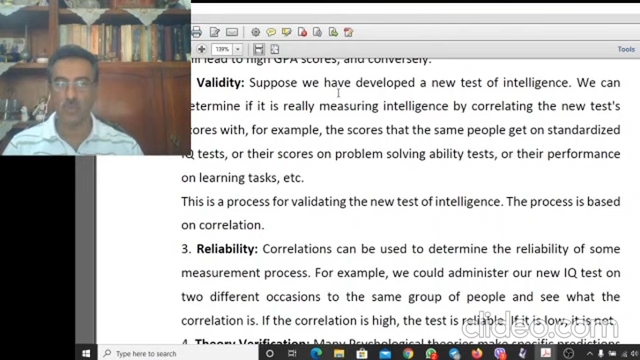 139%
Tools
will lead to high GPA scores, and conversely.
Validity: Suppose we have developed a new test of intelligence. We can
determine if it is really measuring intelligence by correlating the new test's
scores with, for example, the scores that the same people get on standardized
IQ tests, or their scores on problem solving ability tests, or their performance
on learning tasks, etc.
This is a process for validating the new test of intelligence. The process is based
on correlation.
3. Reliability: Correlations can be used to determine the reliability of some
measurement process. For example, we could administer our new IQ test on
two different occasions to the same group of people and see what the
correlation is. If the correlation is high, the test is reliable. If it is low, it is not.
4. Theory Verification: Many Psychological theories make specific predictions
clideo.com
Type here to search